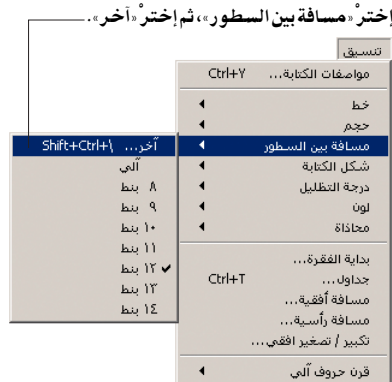 إختر ْ«مسافة بين السطور»، ثم إختر ْ«آخر».
تنسيق
مواصفات الكتابة... Ctrl+Y
خط
حجم
مسافة بين السطور
شكل الكتابة
درجة التظليل
لون
محاذاة
بداية الفقرة...
جداول... Ctrl+T
مسافة أفقية...
مسافة رأسية...
تكبير / تصغير افقي...
قرن حروف آلي
آخر... Shift+Ctrl+\
آلي
٨ بنط
٩ بنط
١٠ بنط
١١ بنط
١٢ بنط
١٣ بنط
١٤ بنط